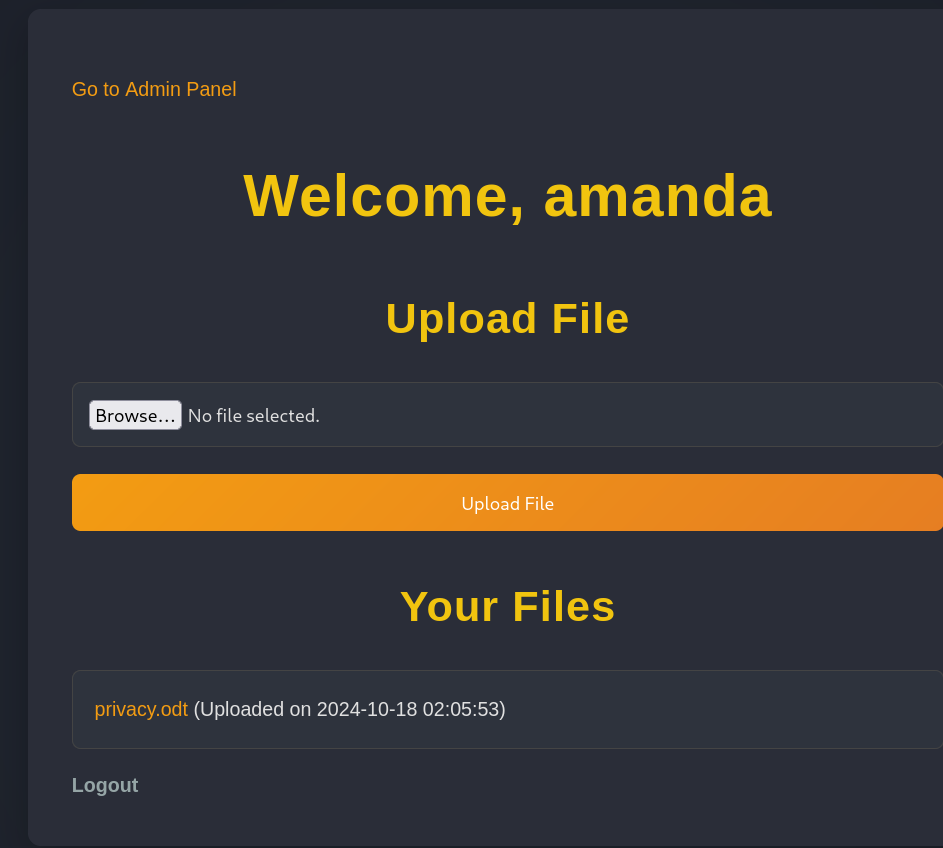 Go to Admin Panel
Welcome, amanda
Upload File
Browse... No file selected.
Upload File
Your Files
privacy.odt (Uploaded on 2024-10-18 02:05:53)
Logout